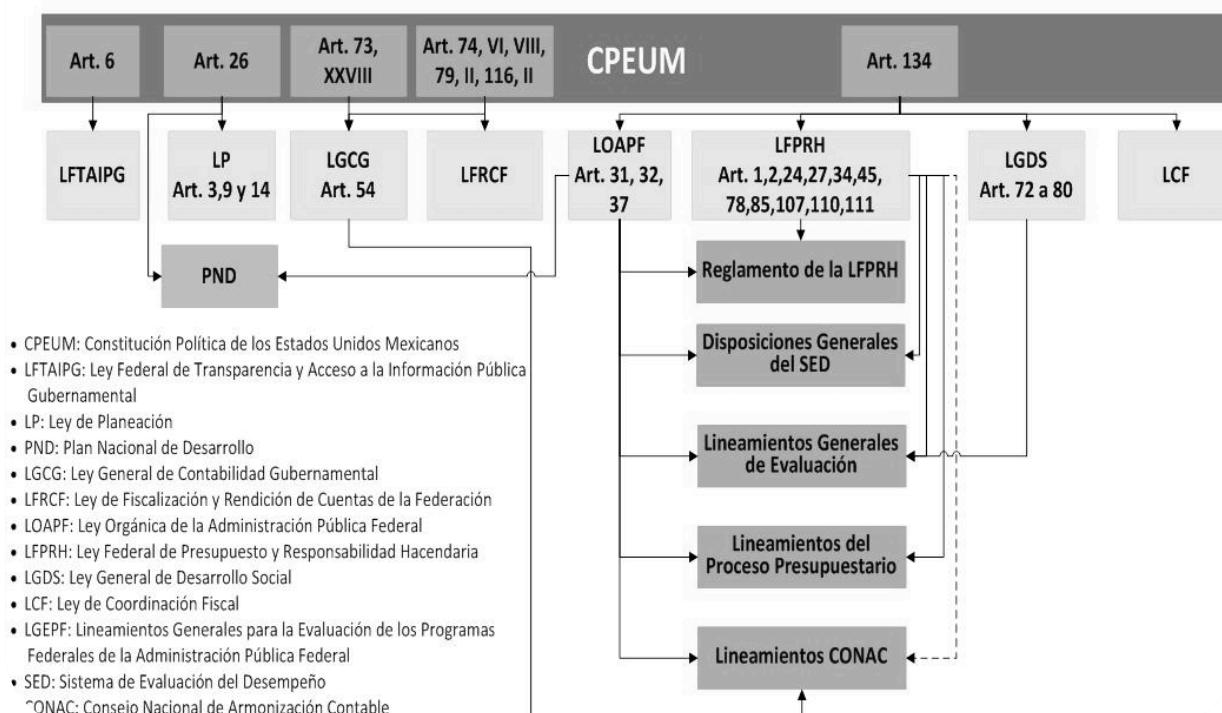 Art. 6
Art. 26
Art. 73,
XXVIII
Art. 74, VI, VIII,
79, II, 116, II
CPEUM
Art. 134
LFTAIPG
LP
Art. 3,9 y 14
LGCG
Art. 54
LFRCF
LOAPF
Art. 31, 32,
37
LFPRH
Art. 1,2,24,27,34,45,
78,85,107,110,111
LGDS
Art. 72 a 80
LCF
PND
Reglamento de la LFPRH
Disposiciones Generales
del SED
Lineamientos Generales
de Evaluación
Lineamientos del
Proceso Presupuestario
Lineamientos CONAC
• CPEUM: Constitución Política de los Estados Unidos Mexicanos
• LFTAIPG: Ley Federal de Transparencia y Acceso a la Información Pública
Gubernamental
• LP: Ley de Planeación
• PND: Plan Nacional de Desarrollo
• LGCG: Ley General de Contabilidad Gubernamental
• LFRCF: Ley de Fiscalización y Rendición de Cuentas de la Federación
• LOAPF: Ley Orgánica de la Administración Pública Federal
• LFPRH: Ley Federal de Presupuesto y Responsabilidad Hacendaria
• LGDS: Ley General de Desarrollo Social
• LCF: Ley de Coordinación Fiscal
• LGEPF: Lineamientos Generales para la Evaluación de los Programas
Federales de la Administración Pública Federal
• SED: Sistema de Evaluación del Desempeño
CONAC: Consejo Nacional de Armonización Contable